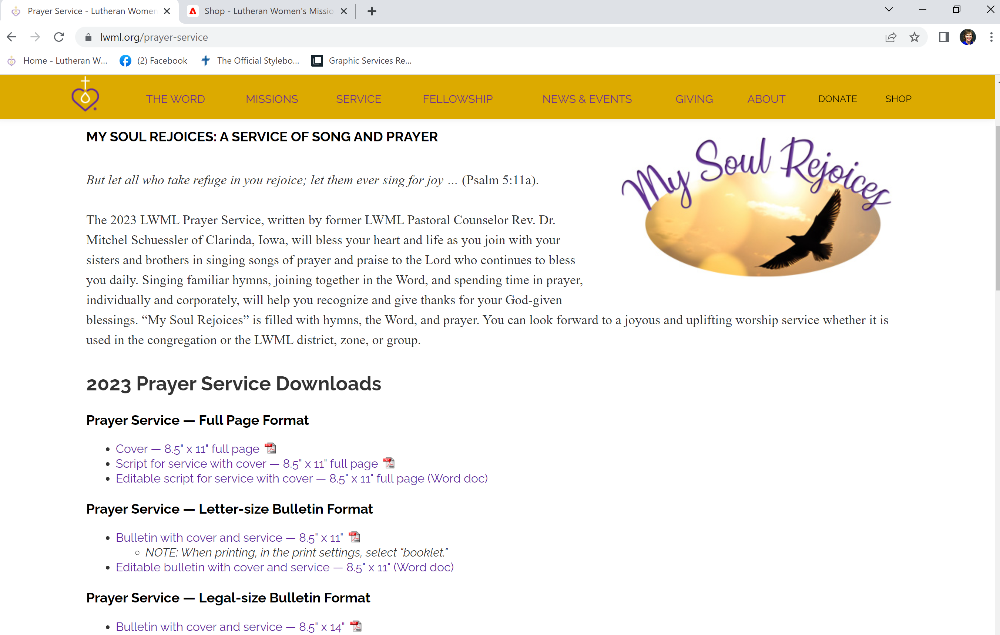 Prayer Service - Lutheran Women
Shop - Lutheran Women's Missio
lwml.org/prayer-service
Home - Lutheran W...
(2) Facebook
The Official Stylebo...
Graphic Services Re...
THE WORD
MISSIONS
SERVICE
FELLOWSHIP
NEWS & EVENTS
GIVING
ABOUT
DONATE
SHOP
MY SOUL REJOICES: A SERVICE OF SONG AND PRAYER
My Soul Rejoices
But let all who take refuge in you rejoice; let them ever sing for joy … (Psalm 5:11a).
The 2023 LWML Prayer Service, written by former LWML Pastoral Counselor Rev. Dr.
Mitchel Schuessler of Clarinda, Iowa, will bless your heart and life as you join with your
sisters and brothers in singing songs of prayer and praise to the Lord who continues to bless
you daily. Singing familiar hymns, joining together in the Word, and spending time in prayer,
individually and corporately, will help you recognize and give thanks for your God-given
blessings. “My Soul Rejoices” is filled with hymns, the Word, and prayer. You can look forward to a joyous and uplifting worship service whether it is
used in the congregation or the LWML district, zone, or group.
2023 Prayer Service Downloads
Prayer Service — Full Page Format
Cover — 8.5" x 11" full page
Script for service with cover — 8.5" x 11" full page
Editable script for service with cover — 8.5" x 11" full page (Word doc)
Prayer Service — Letter-size Bulletin Format
Bulletin with cover and service — 8.5" x 11"
NOTE: When printing, in the print settings, select "booklet."
Editable bulletin with cover and service — 8.5" x 11" (Word doc)
Prayer Service — Legal-size Bulletin Format
Bulletin with cover and service — 8.5" x 14"